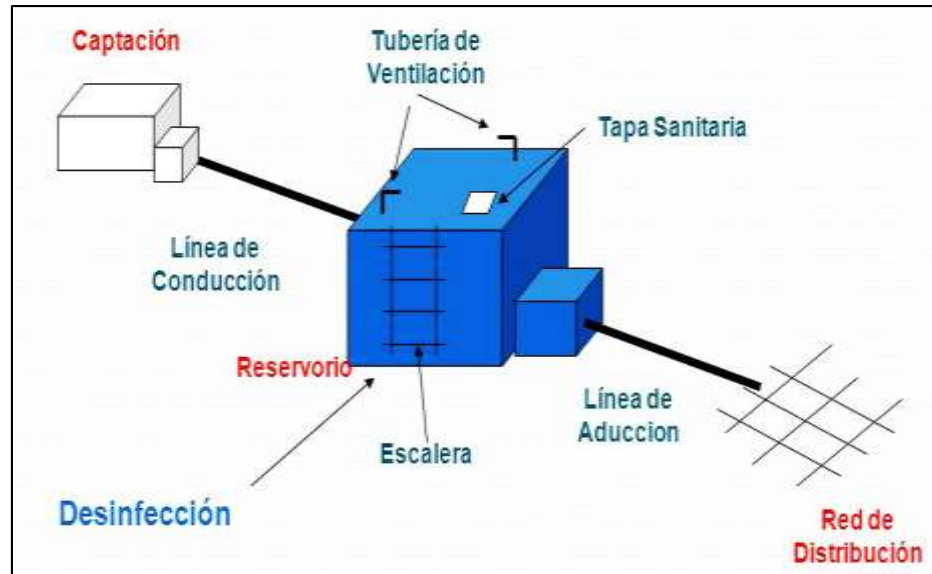 Captación
Tubería de
Ventilación
Tapa Sanitaria
Línea de
Conducción
Reservorio
Línea de
Aduccion
Escalera
Desinfección
Red de
Distribución